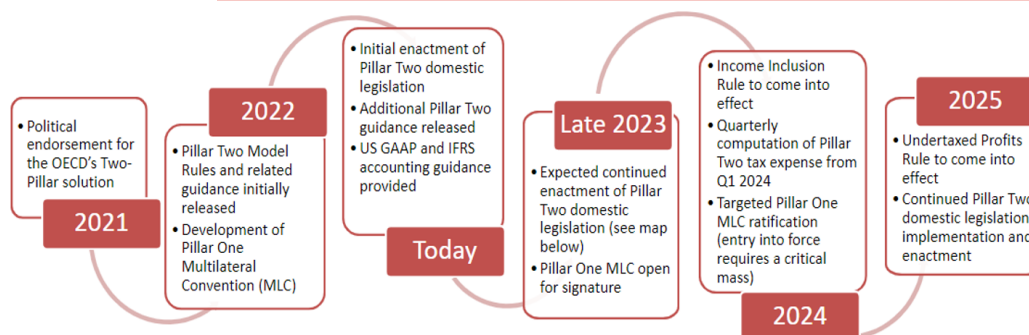 • Political
endorsement for
the OECD's Two-
Pillar solution
2021
2022
• Pillar Two Model
Rules and related
guidance initially
released
• Development of
Pillar One
Multilateral
Convention (MLC)
• Initial enactment of
Pillar Two domestic
legislation
• Additional Pillar Two
guidance released
• US GAAP and IFRS
accounting guidance
provided
Today
Late 2023
• Expected continued
enactment of Pillar
Two domestic
legislation (see map
below)
• Pillar One MLC open
for signature
• Income Inclusion
Rule to come into
effect
• Quarterly
computation of Pillar
Two tax expense from
Q1 2024
• Targeted Pillar One
MLC ratification
(entry into force
requires a critical
mass)
2024
2025
• Undertaxed Profits
Rule to come into
effect
• Continued Pillar Two
domestic legislation
implementation and
enactment